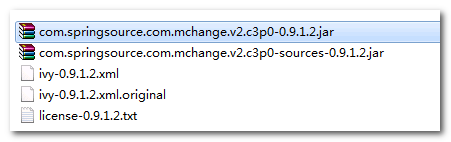 com.springsource.com.mchange.v2.c3p0-0.9.1.2.jar
com.springsource.com.mchange.v2.c3p0-sources-0.9.1.2.jar
ivy-0.9.1.2.xml
ivy-0.9.1.2.xml.original
license-0.9.1.2.txt